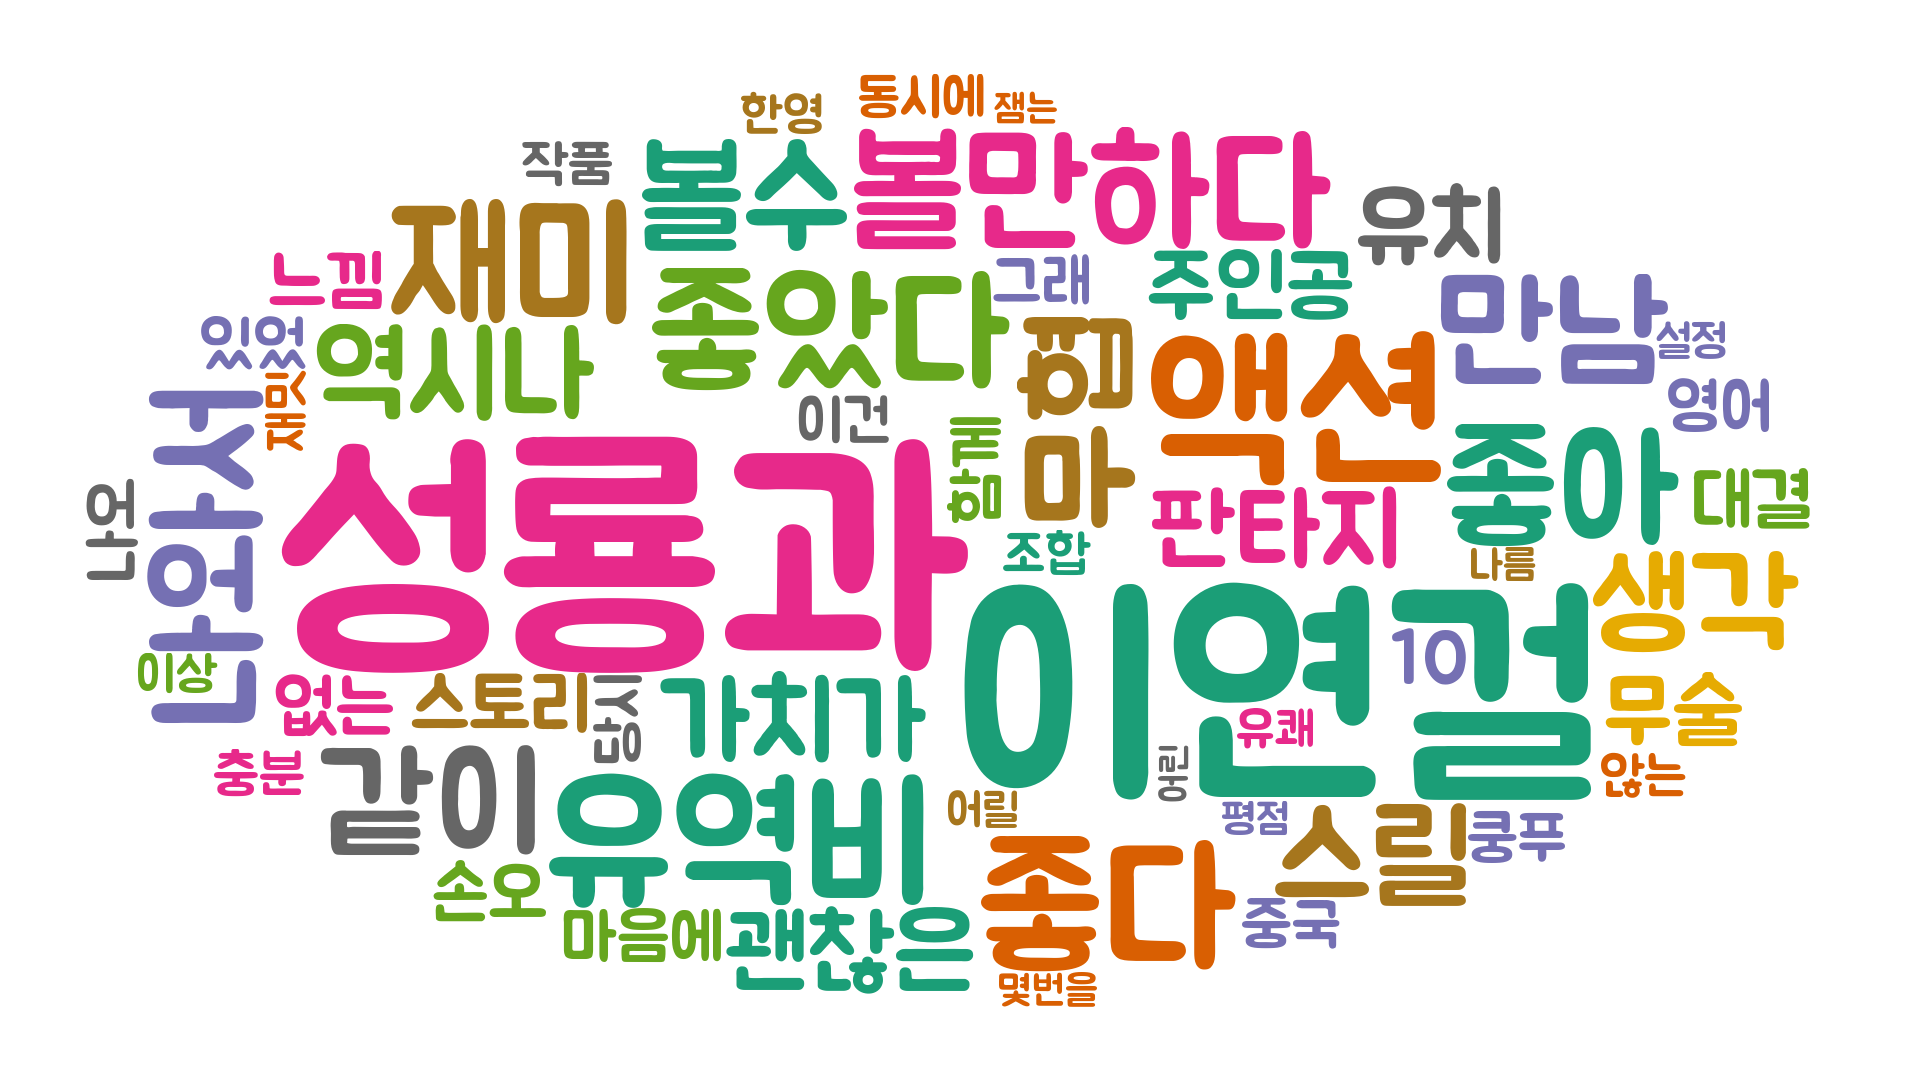 동시에
잼는
한영
작품
볼수
볼만하다
유치
재미
느낌
좋았다
그래
주인공
만남
있었
역시나
협
액션
설정
재밌
이건
영어
서현
함께
마
좋아
대결
오나
성룡과
판타지
조합
나름
생각
이상
이연걸
10
없는
스토리
가치가
무술
유쾌
충분
같이
유역비
않는
어릴
평점
스릴
쿵푸
손오
좋다
중국
마음에
괜찮은
몇번을